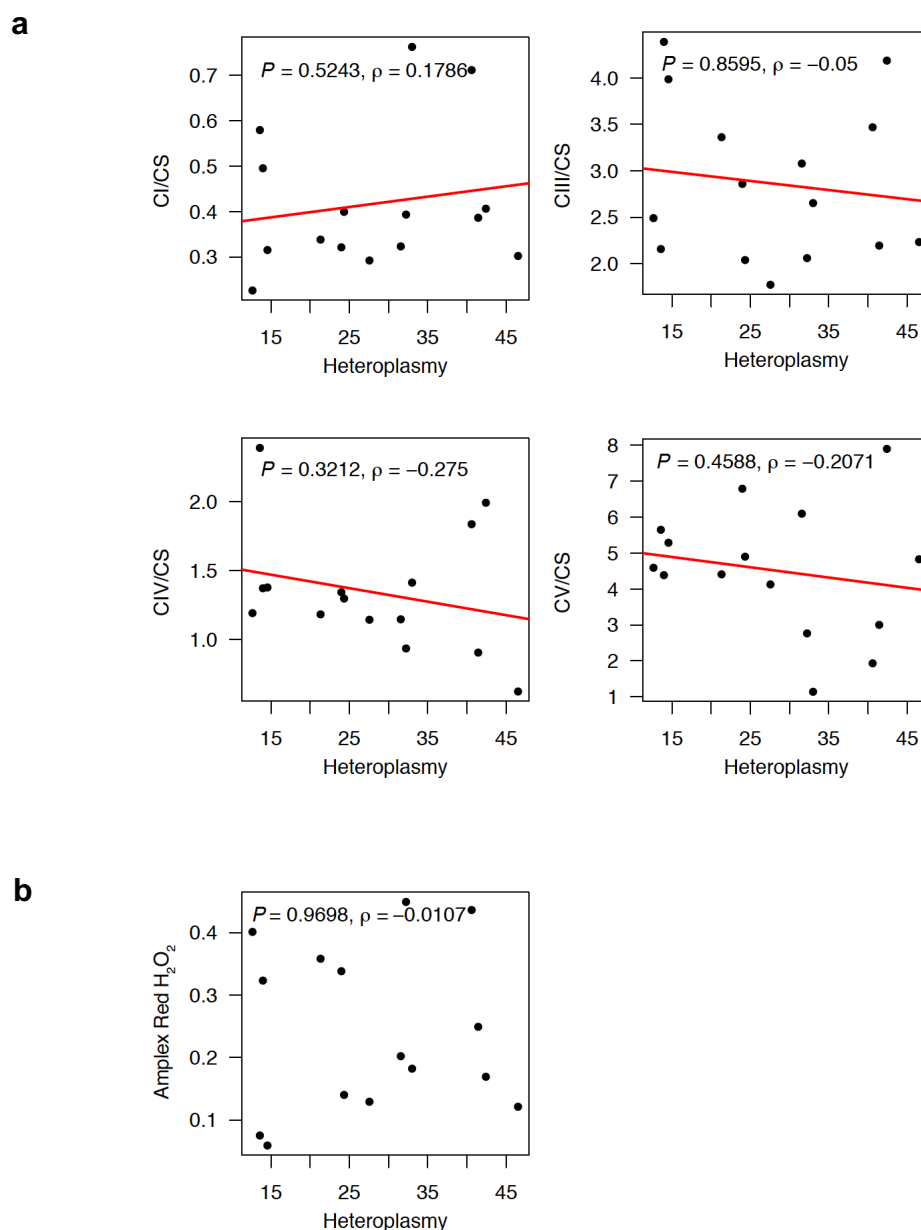 a
P = 0.5243, ρ = 0.1786
CI/CS
0.7
0.6
0.5
0.4
0.3
15 25 35 45
Heteroplasmy
P = 0.8595, ρ = −0.05
CIII/CS
4.0
3.5
3.0
2.5
2.0
15 25 35 45
Heteroplasmy
P = 0.3212, ρ = −0.275
CIV/CS
2.0
1.5
1.0
15 25 35 45
Heteroplasmy
P = 0.4588, ρ = −0.2071
CV/CS
8
7
6
5
4
3
2
1
15 25 35 45
Heteroplasmy
b
P = 0.9698, ρ = −0.0107
Amplex Red H₂O₂
0.4
0.3
0.2
0.1
15 25 35 45
Heteroplasmy